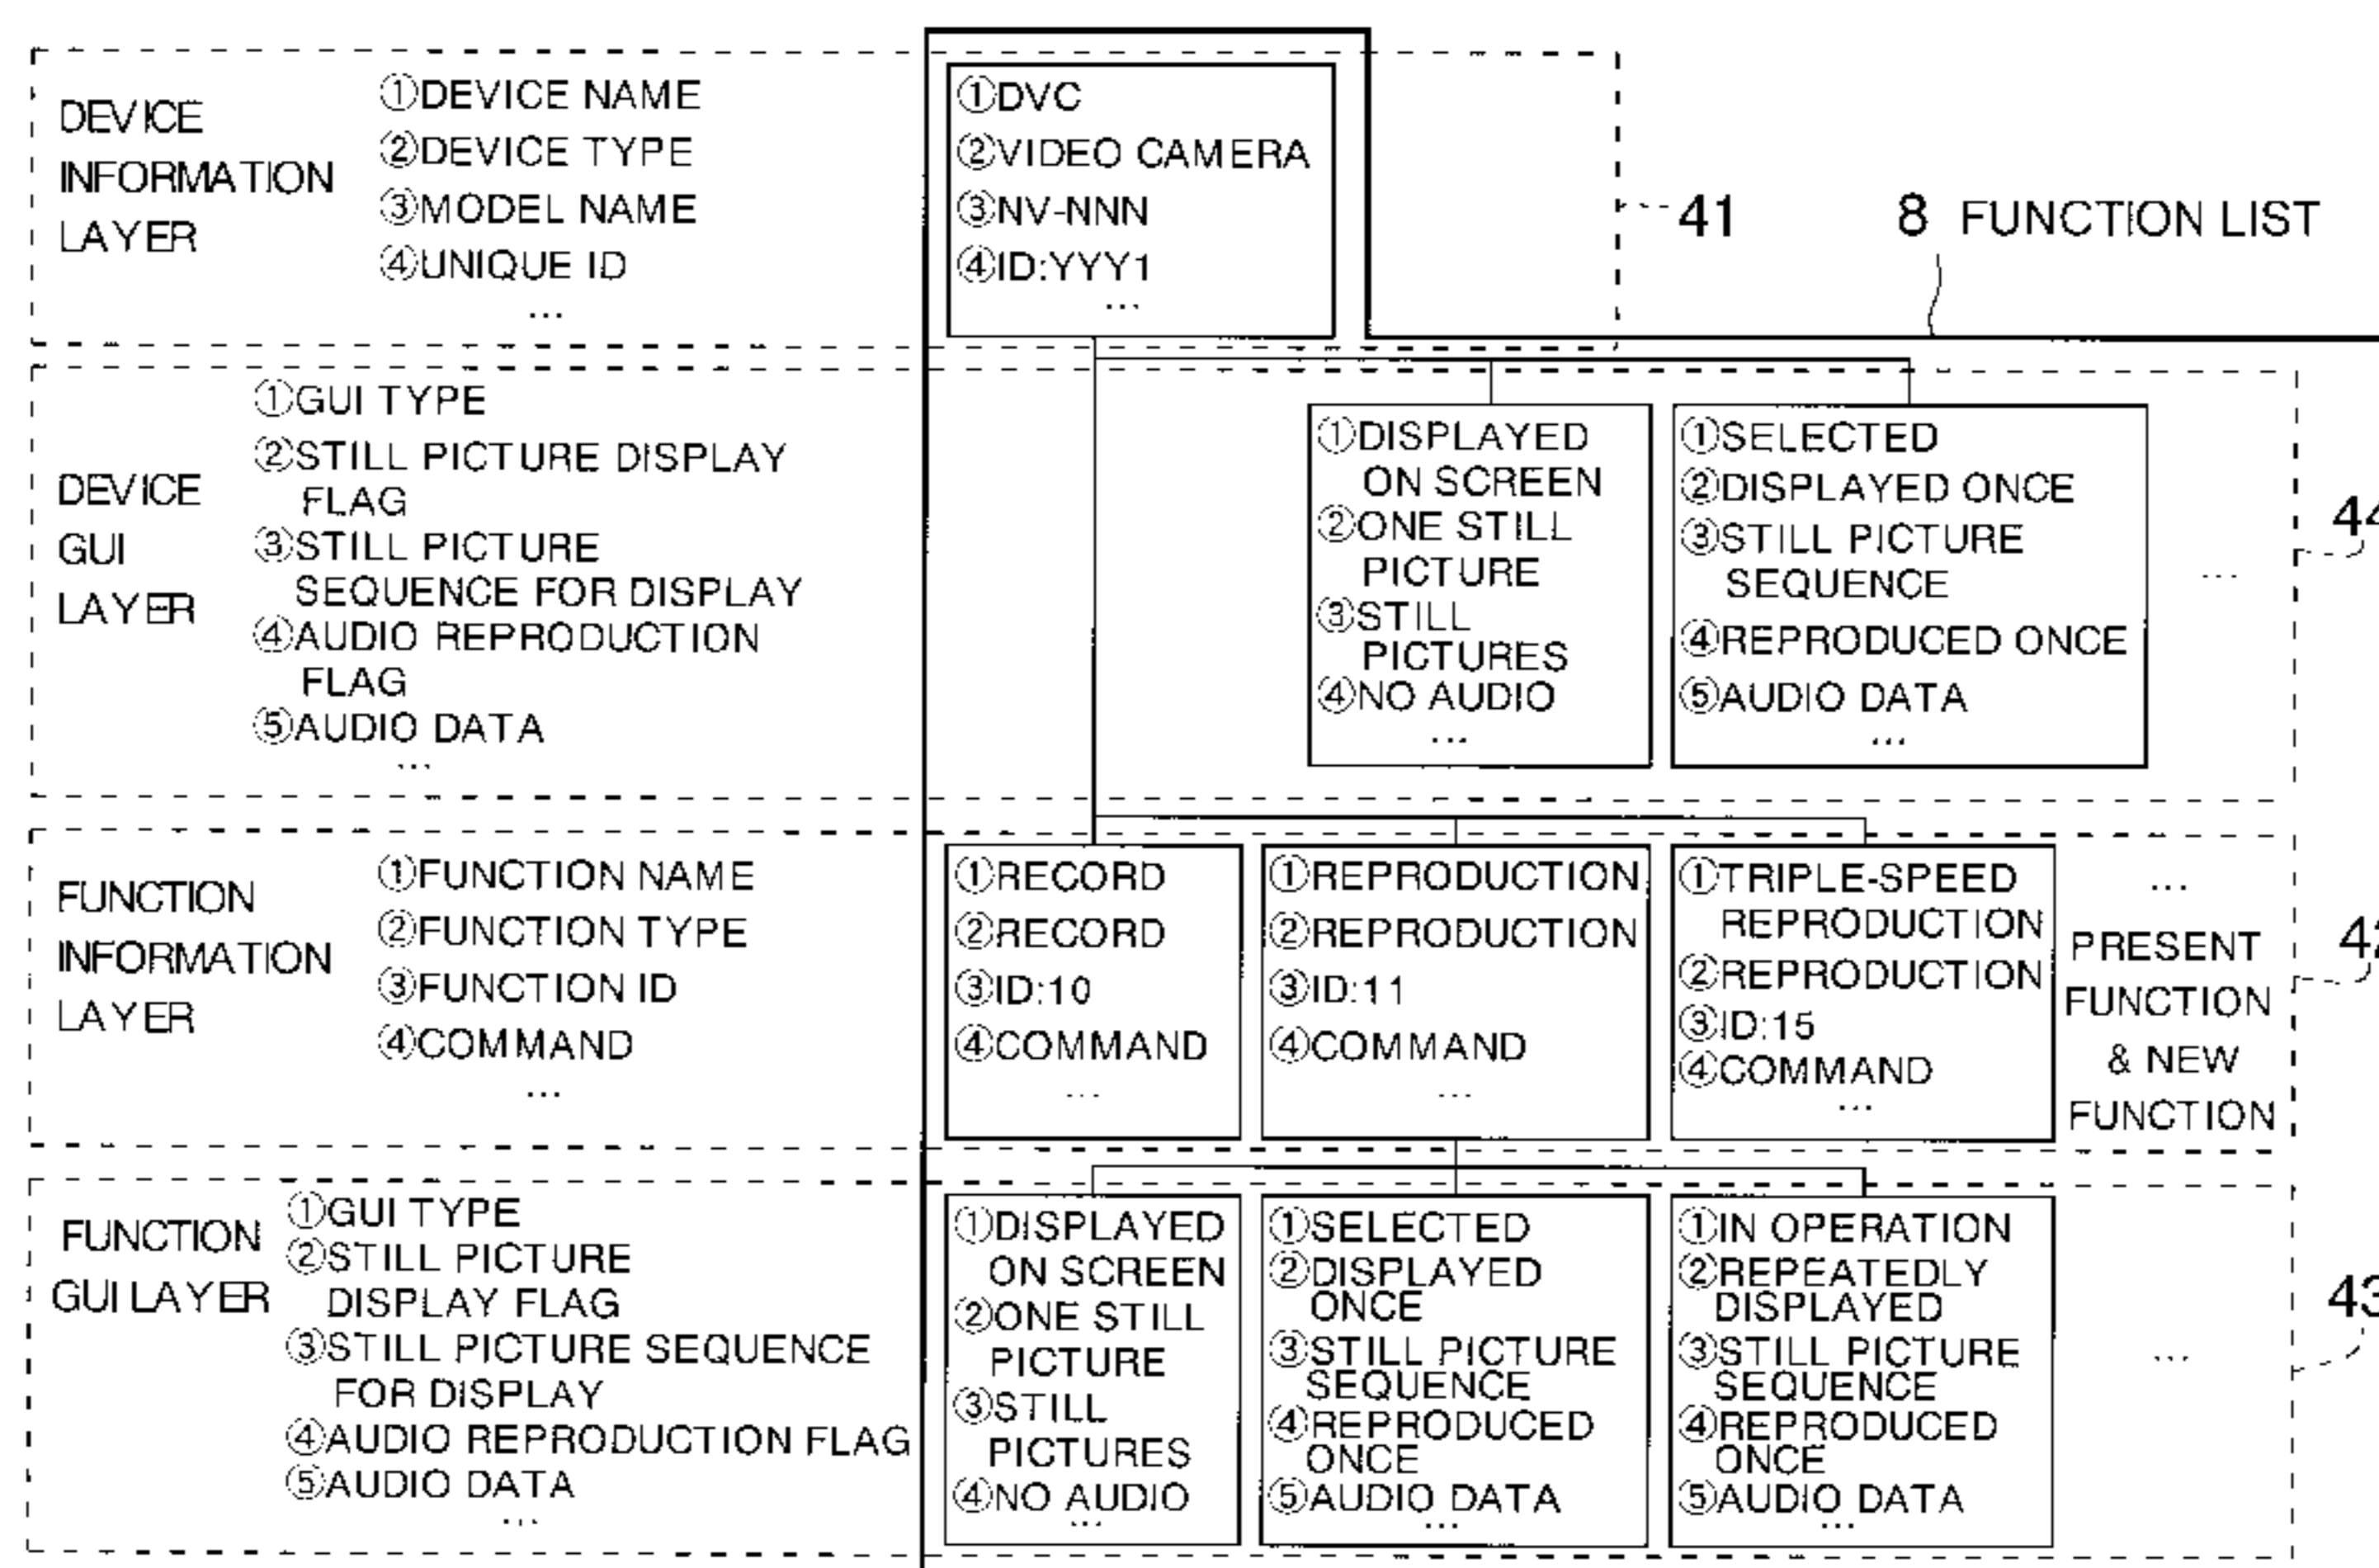 DEVICE
INFORMATION
LAYER
①DEVICE NAME
②DEVICE TYPE
③MODEL NAME
④UNIQUE ID
...
①DVC
②VIDEO CAMERA
③NV-NNN
④ID:YYY1
...
41
8 FUNCTION LIST
DEVICE
GUI
LAYER
①GUI TYPE
②STILL PICTURE DISPLAY
FLAG
③STILL PICTURE
SEQUENCE FOR DISPLAY
④AUDIO REPRODUCTION
FLAG
⑤AUDIO DATA
...
①DISPLAYED
ON SCREEN
②ONE STILL
PICTURE
③STILL
PICTURES
④NO AUDIO
...
①SELECTED
②DISPLAYED ONCE
③STILL PICTURE
SEQUENCE
④REPRODUCED ONCE
⑤AUDIO DATA
...
...
44
FUNCTION
INFORMATION
LAYER
①FUNCTION NAME
②FUNCTION TYPE
③FUNCTION ID
④COMMAND
...
①RECORD
②RECORD
③ID:10
④COMMAND
...
①REPRODUCTION
②REPRODUCTION
③ID:11
④COMMAND
...
①TRIPLE-SPEED
REPRODUCTION
②REPRODUCTION
③ID:15
④COMMAND
...
...
PRESENT
FUNCTION
& NEW
FUNCTION
42
FUNCTION
GUI LAYER
①GUI TYPE
②STILL PICTURE
DISPLAY FLAG
③STILL PICTURE SEQUENCE
FOR DISPLAY
④AUDIO REPRODUCTION FLAG
⑤AUDIO DATA
...
①DISPLAYED
ON SCREEN
②ONE STILL
PICTURE
③STILL
PICTURES
④NO AUDIO
...
①SELECTED
②DISPLAYED
ONCE
③STILL PICTURE
SEQUENCE
④REPRODUCED
ONCE
⑤AUDIO DATA
...
①IN OPERATION
②REPEATEDLY
DISPLAYED
③STILL PICTURE
SEQUENCE
④REPRODUCED
ONCE
⑤AUDIO DATA
...
...
43